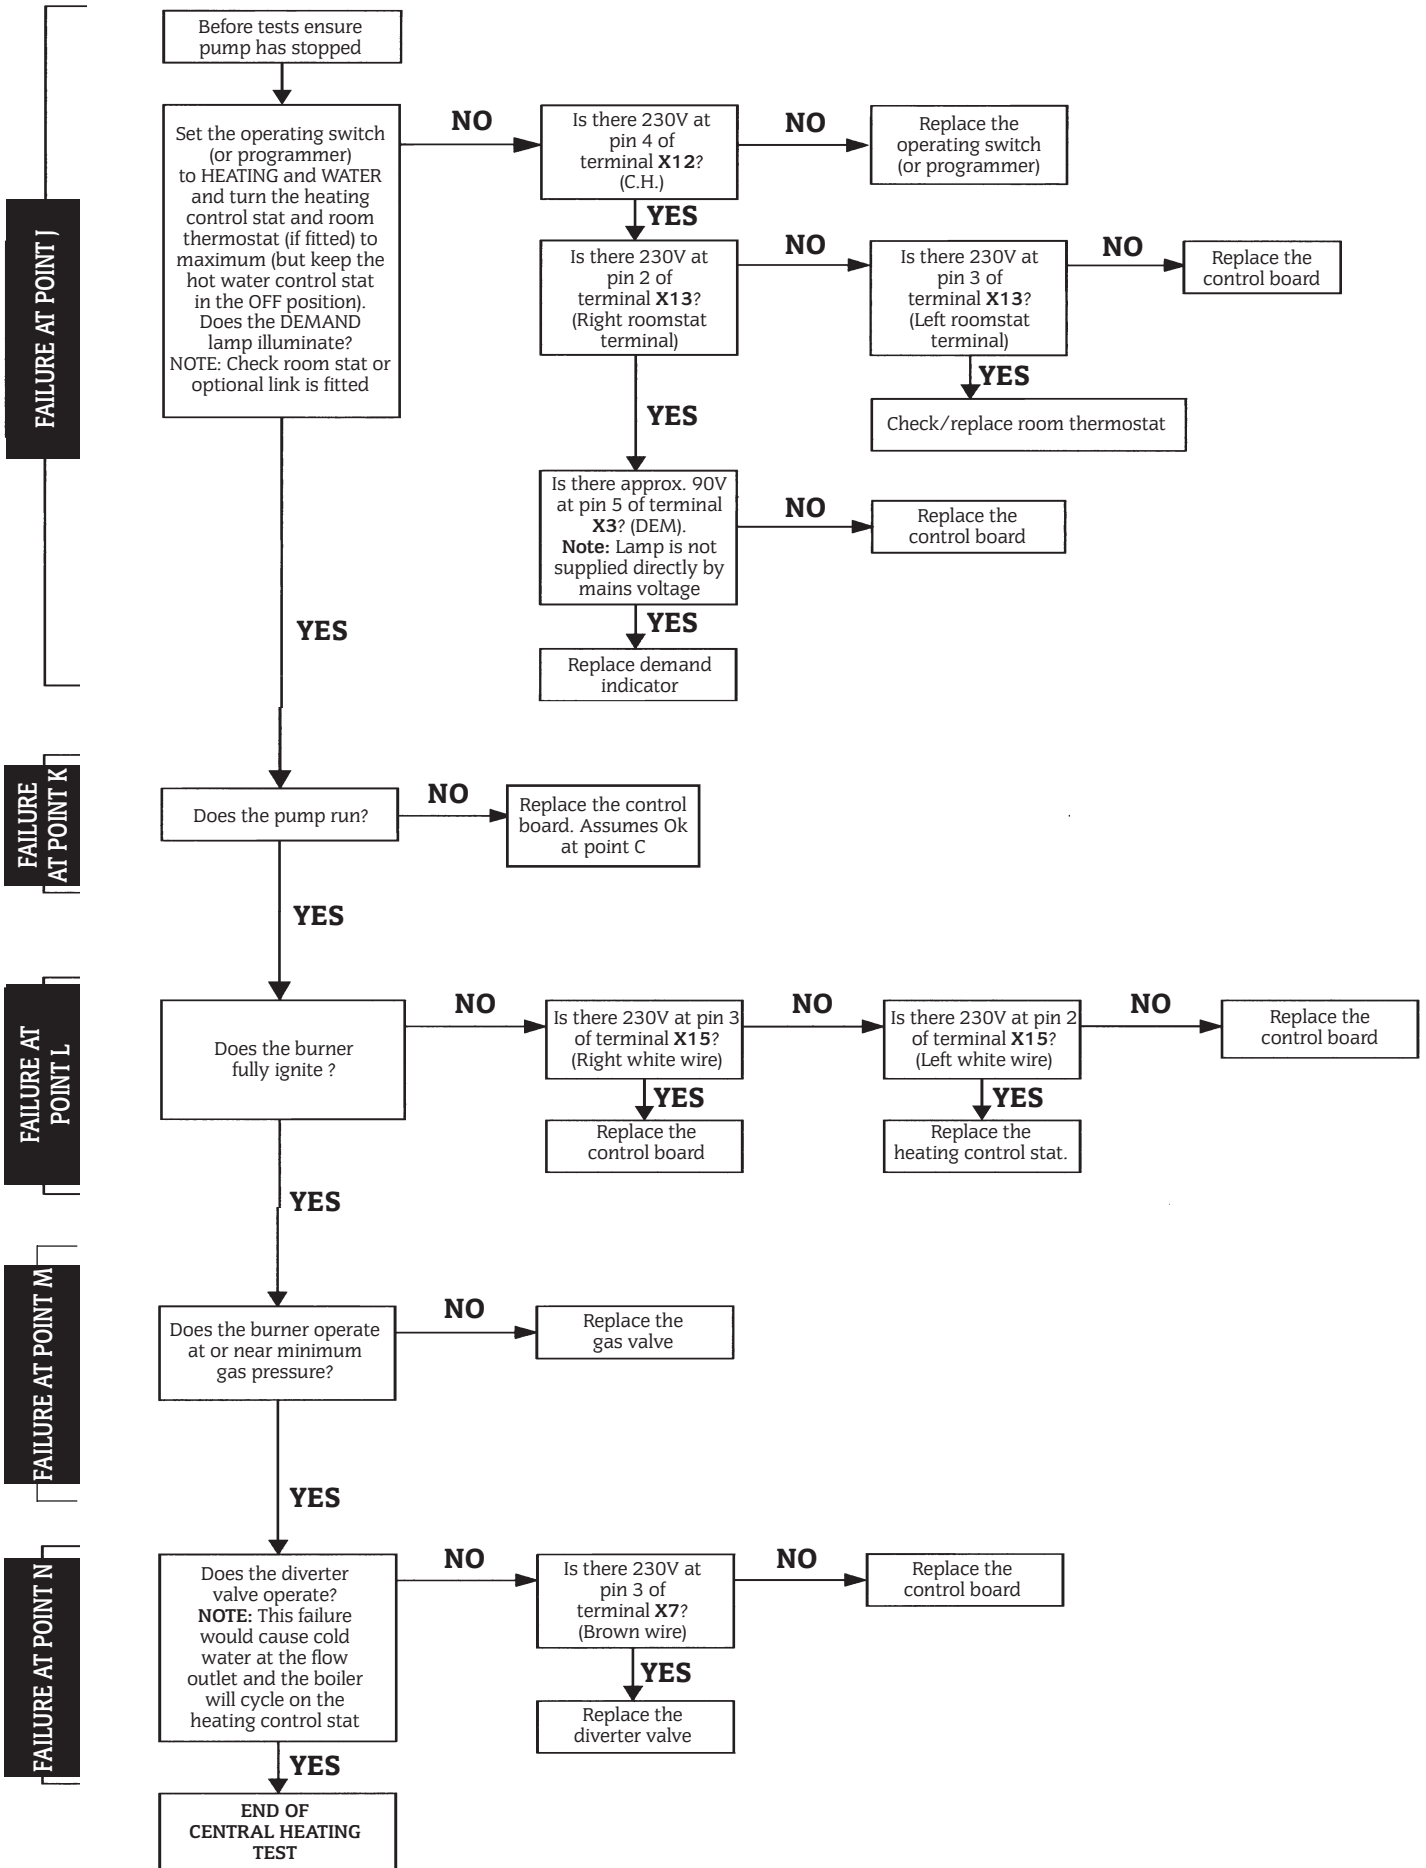 Before tests ensure
pump has stopped
FAILURE AT POINT J
Set the operating switch
(or programmer)
to HEATING and WATER
and turn the heating
control stat and room
thermostat (if fitted) to
maximum (but keep the
hot water control stat
in the OFF position).
Does the DEMAND
lamp illuminate?
NOTE: Check room stat or
optional link is fitted
NO
Is there 230V at
pin 4 of
terminal X12?
(C.H.)
NO
Replace the
operating switch
(or programmer)
YES
Is there 230V at
pin 2 of
terminal X13?
(Right roomstat
terminal)
NO
Is there 230V at
pin 3 of
terminal X13?
(Left roomstat
terminal)
NO
Replace the
control board
YES
Check/replace room thermostat
YES
Is there approx. 90V
at pin 5 of terminal
X3? (DEM).
Note: Lamp is not
supplied directly by
mains voltage
NO
Replace the
control board
YES
Replace demand
indicator
YES
FAILURE
AT POINT K
Does the pump run?
NO
Replace the control
board. Assumes Ok
at point C
YES
FAILURE AT
POINT L
Does the burner
fully ignite ?
NO
Is there 230V at pin 3
of terminal X15?
(Right white wire)
NO
Is there 230V at pin 2
of terminal X15?
(Left white wire)
NO
Replace the
control board
YES
Replace the
control board
YES
Replace the
heating control stat.
YES
FAILURE AT POINT M
Does the burner operate
at or near minimum
gas pressure?
NO
Replace the
gas valve
YES
FAILURE AT POINT N
Does the diverter
valve operate?
NOTE: This failure
would cause cold
water at the flow
outlet and the boiler
will cycle on the
heating control stat
NO
Is there 230V at
pin 3 of
terminal X7?
(Brown wire)
NO
Replace the
control board
YES
Replace the
diverter valve
YES
END OF
CENTRAL HEATING
TEST